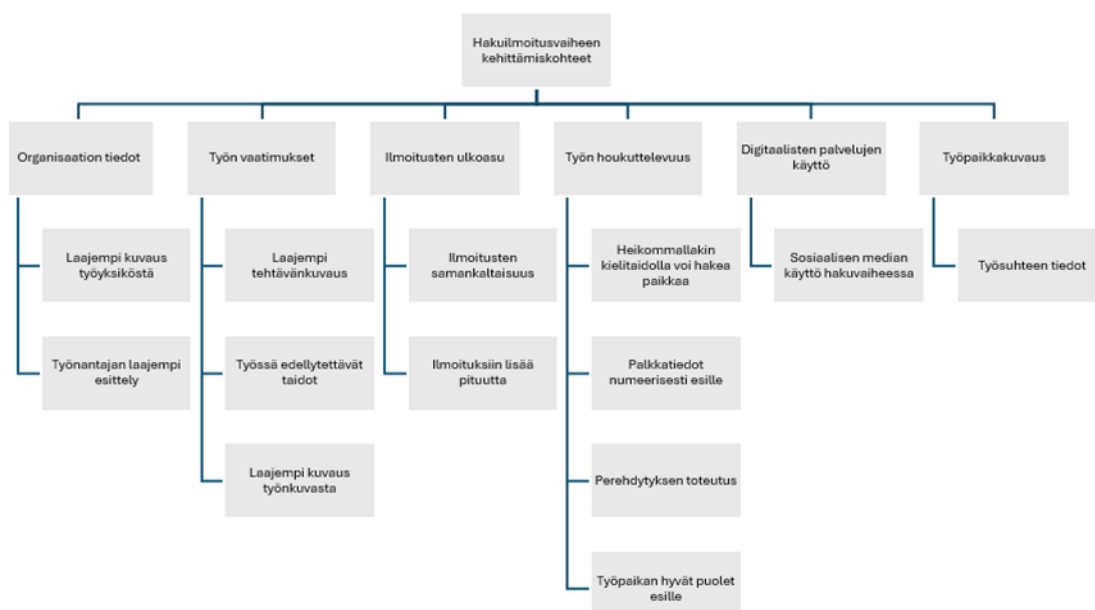 Hakuilmoitusvaiheen
kehittämiskohteet
Organisaation tiedot
Työn vaatimukset
Ilmoitusten ulkoasu
Työn houkuttelevuus
Digitaalisten palvelujen
käyttö
Työpaikkakuvaus
Laajempi kuvaus
työyksiköstä
Työnantajan laajempi
esittely
Laajempi
tehtävänkuvaus
Työssä edellytettävät
taidot
Laajempi kuvaus
työnkuvasta
Ilmoitusten
samankaltaisuus
Ilmoituksiin lisää
pituutta
Heikommallakin
kielitaidolla voi hakea
paikkaa
Palkkatiedot
numeerisesti esille
Perehdytyksen toteutus
Työpaikan hyvät puolet
esille
Sosiaalisen median
käyttö hakuvaiheessa
Työsuhteen tiedot